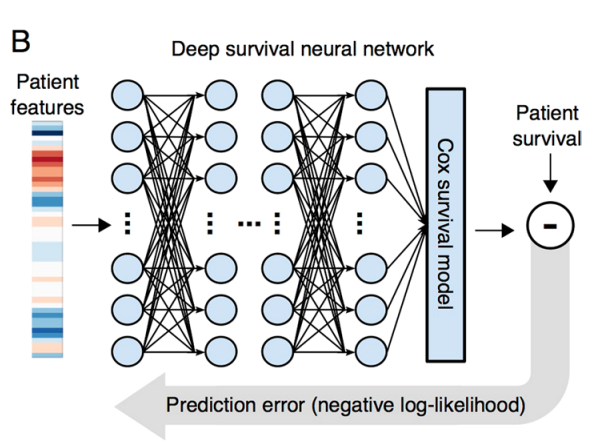 B
Deep survival neural network
Patient
features
Patient
survival
Cox survival model
-
Prediction error (negative log-likelihood)